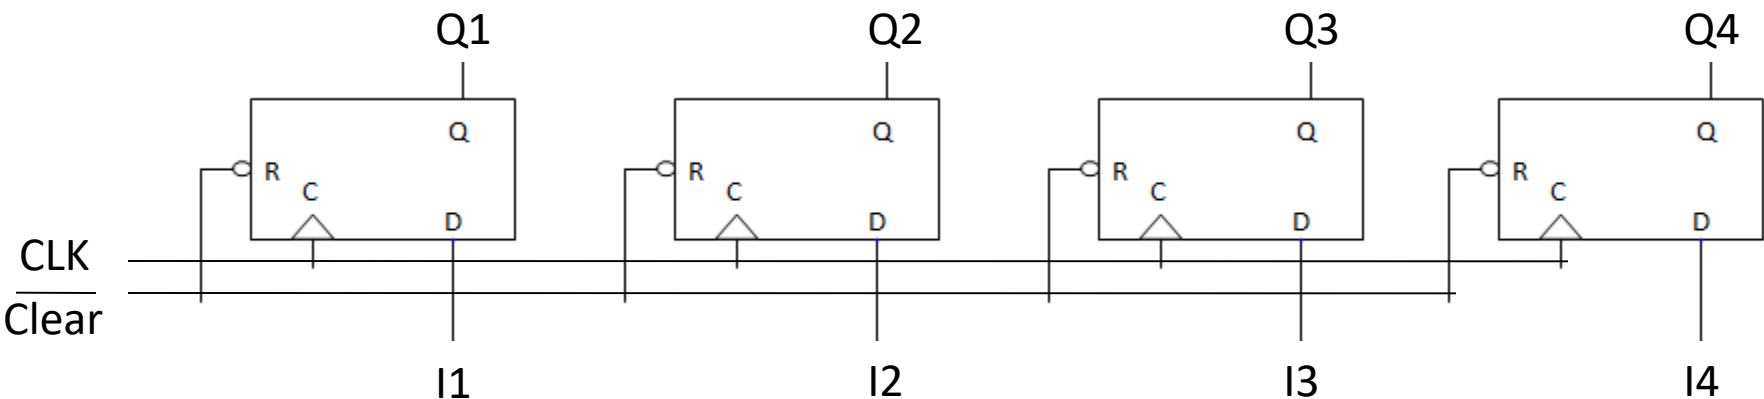 Q1 Q2 Q3 Q4
Q Q Q Q
R R R R
C C C C
D D D D
CLK
Clear
I1 I2 I3 I4